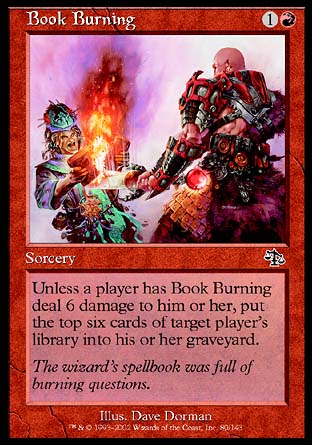 Book Burning 1
Sorcery
Unless a player has Book Burning
deal 6 damage to him or her, put
the top six cards of target player's
library into his or her graveyard.
The wizard's spellbook was full of
burning questions.
Illus. Dave Dorman
™ & © 1993–2002 Wizards of the Coast, Inc. 80/143